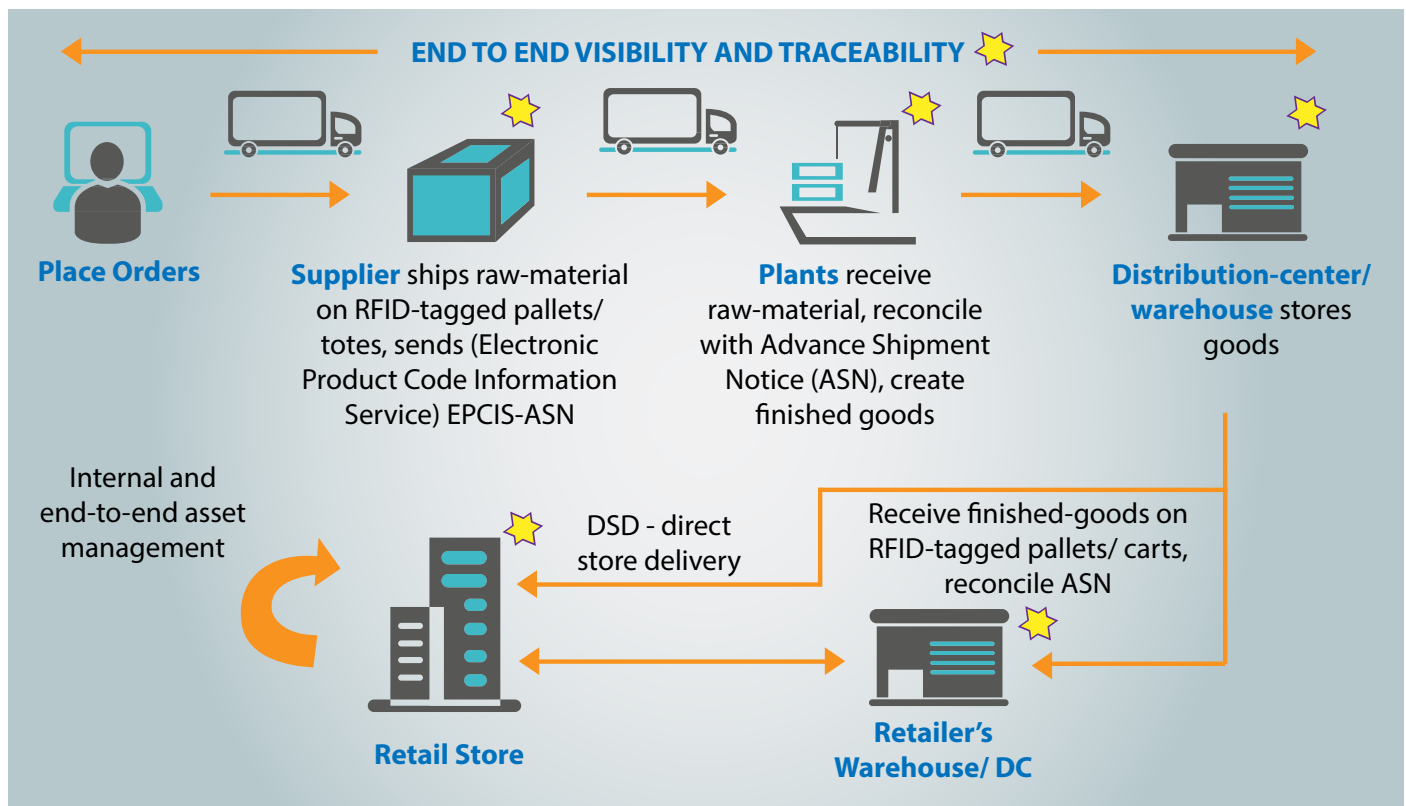 END TO END VISIBILITY AND TRACEABILITY
Place Orders
Supplier ships raw-material
on RFID-tagged pallets/
totes, sends (Electronic
Product Code Information
Service) EPCIS-ASN
Plants receive
raw-material, reconcile
with Advance Shipment
Notice (ASN), create
finished goods
Distribution-center/
warehouse stores
goods
Internal and
end-to-end asset
management
DSD - direct
store delivery
Receive finished-goods on
RFID-tagged pallets/ carts,
reconcile ASN
Retail Store
Retailer’s
Warehouse/ DC